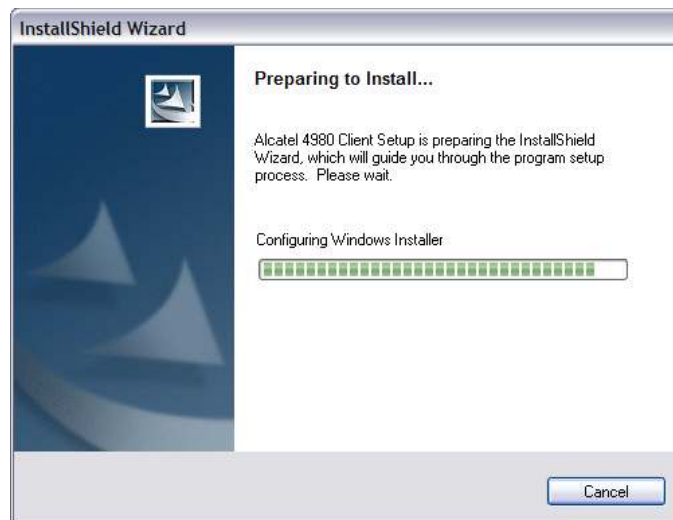 InstallShield Wizard
Preparing to Install...
Alcatel 4980 Client Setup is preparing the InstallShield
Wizard, which will guide you through the program setup
process. Please wait.
Configuring Windows Installer
Cancel